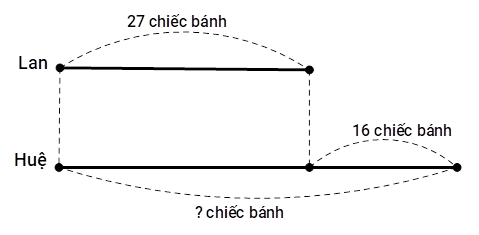 27 chiếc bánh
Lan
16 chiếc bánh
Huệ
? chiếc bánh